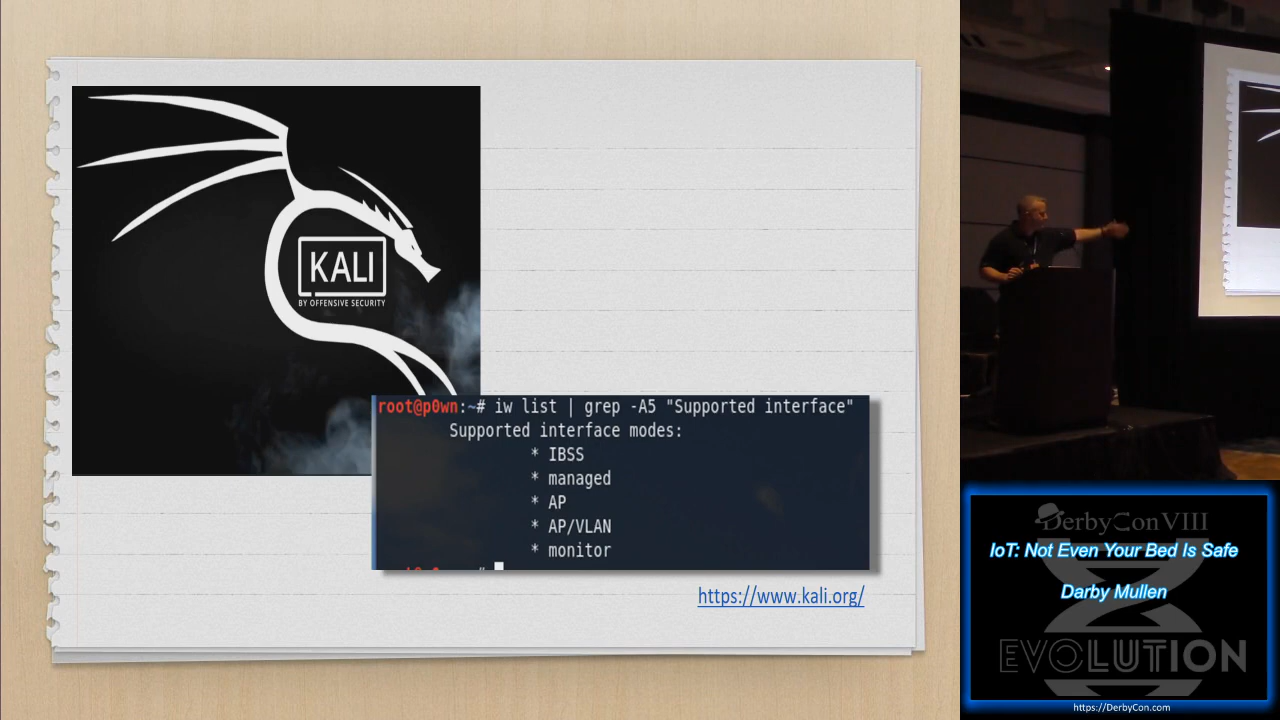 KALI
BY OFFENSIVE SECURITY
root@p0wn:~# iw list | grep -A5 "Supported interface"
Supported interface modes:
* IBSS
* managed
* AP
* AP/VLAN
* monitor
https://www.kali.org/
DerbyCon VIII
IoT: Not Even Your Bed Is Safe
Darby Mullen
EVOLUTION
https://DerbyCon.com